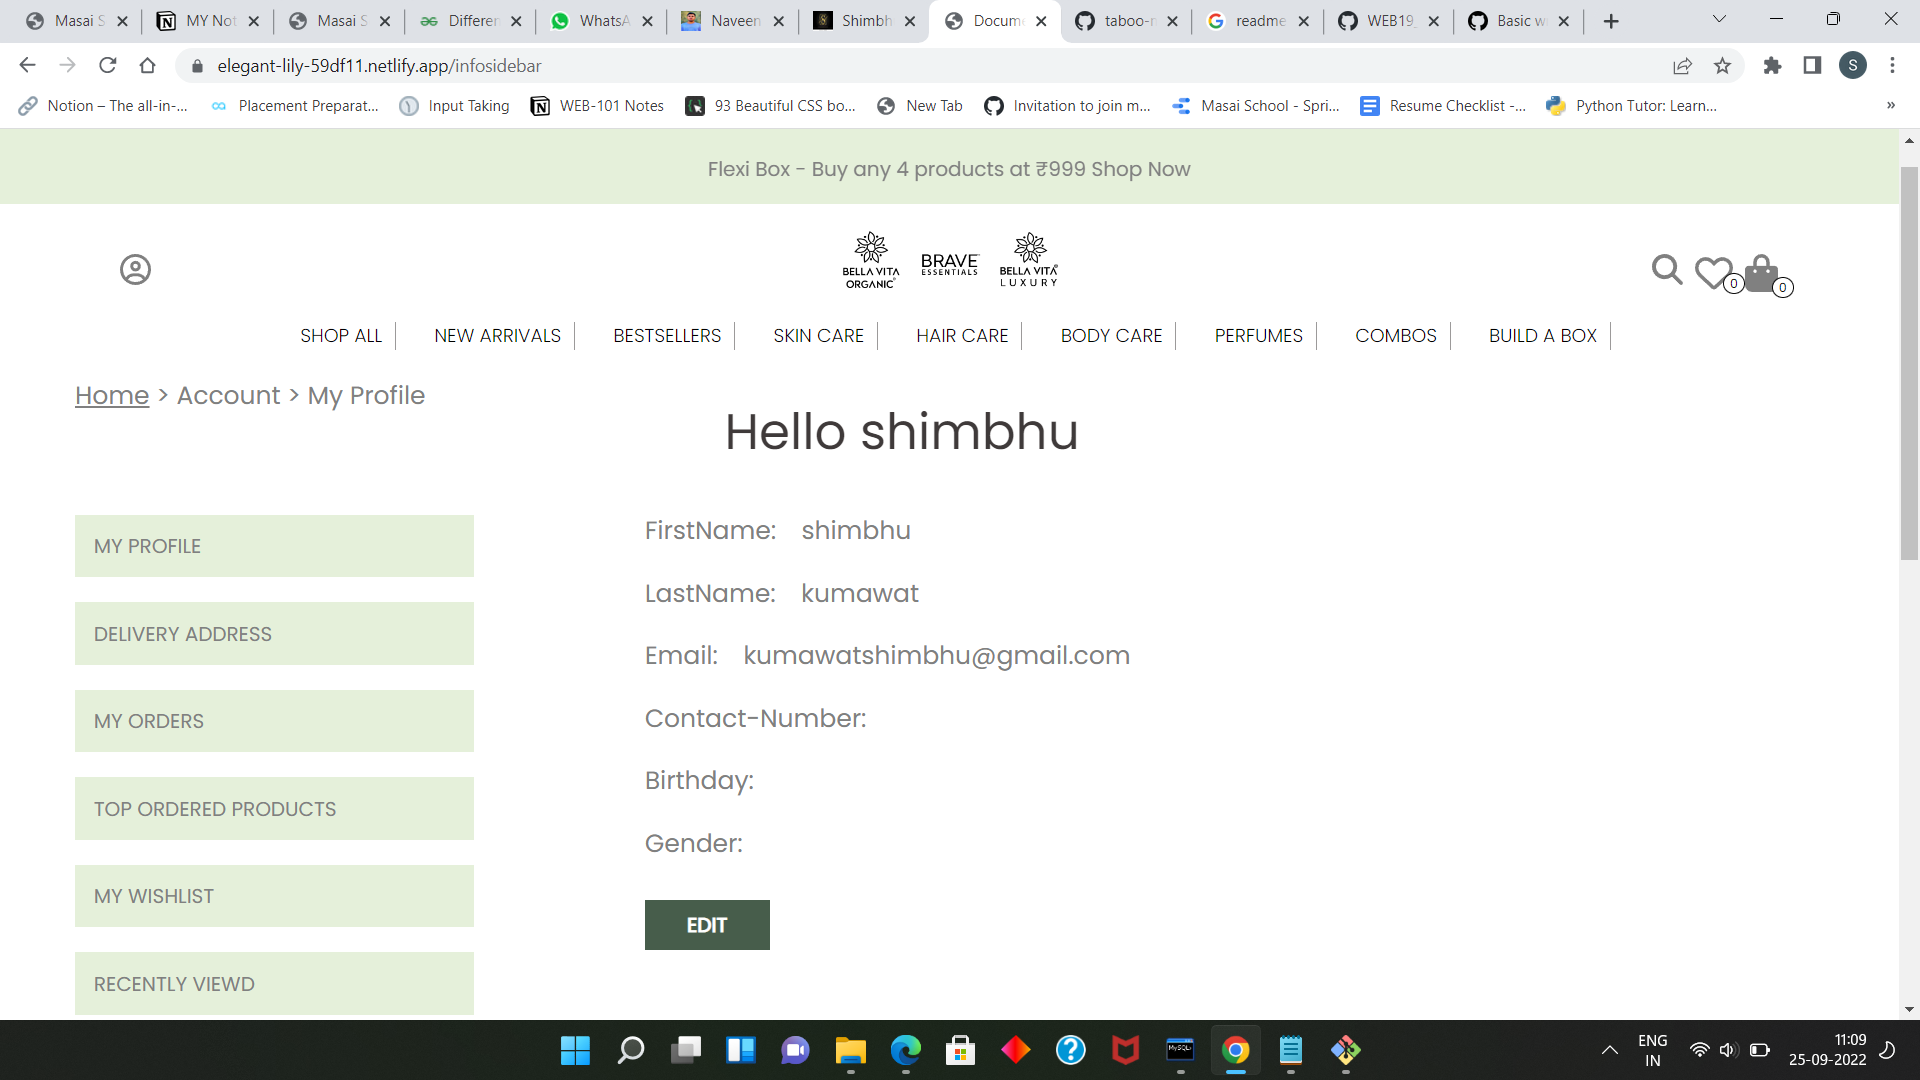 Masai S
MY Not
Masai S
Differen
WhatsA
Naveen
Shimbh
Docume
taboo-n
readme
WEB19_
Basic w
elegant-lily-59df11.netlify.app/infosidebar
S
Notion – The all-in-...
Placement Preparat...
Input Taking
WEB-101 Notes
93 Beautiful CSS bo...
New Tab
Invitation to join m...
Masai School - Spri...
Resume Checklist -...
Python Tutor: Learn...
»
Flexi Box - Buy any 4 products at ₹999 Shop Now
BELLA VITA
ORGANIC
BRAVE
ESSENTIALS
BELLA VITA
LUXURY
0
0
SHOP ALL
NEW ARRIVALS
BESTSELLERS
SKIN CARE
HAIR CARE
BODY CARE
PERFUMES
COMBOS
BUILD A BOX
Home > Account > My Profile
Hello shimbhu
MY PROFILE
DELIVERY ADDRESS
MY ORDERS
TOP ORDERED PRODUCTS
MY WISHLIST
RECENTLY VIEWD
FirstName: shimbhu
LastName: kumawat
Email: kumawatshimbhu@gmail.com
Contact-Number:
Birthday:
Gender:
EDIT
MySQL
ENG
IN
11:09
25-09-2022